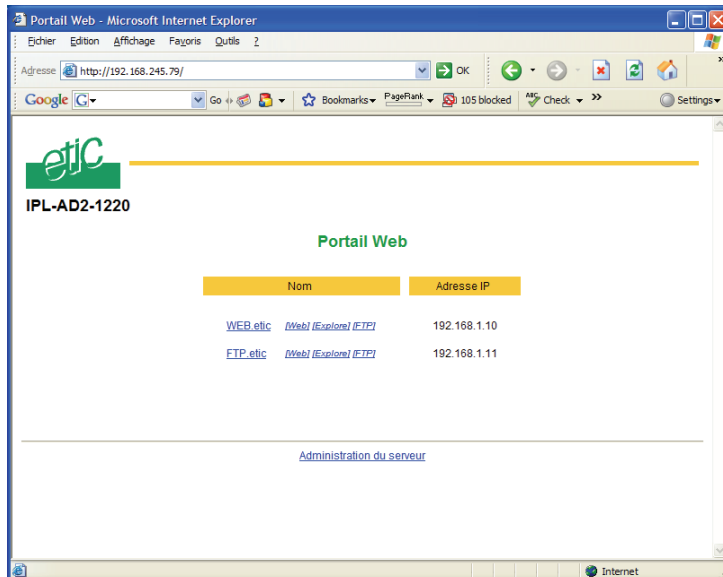 Portail Web - Microsoft Internet Explorer
Fichier Edition Affichage Favoris Outils ?
Adresse http://192.168.245.79/ OK
Google G Go Bookmarks PageRank 105 blocked ABC Check » Settings
etic
IPL-AD2-1220
Portail Web
Nom Adresse IP
WEB.etic [Web] [Explore] [FTP] 192.168.1.10
FTP.etic [Web] [Explore] [FTP] 192.168.1.11
Administration du serveur
Internet